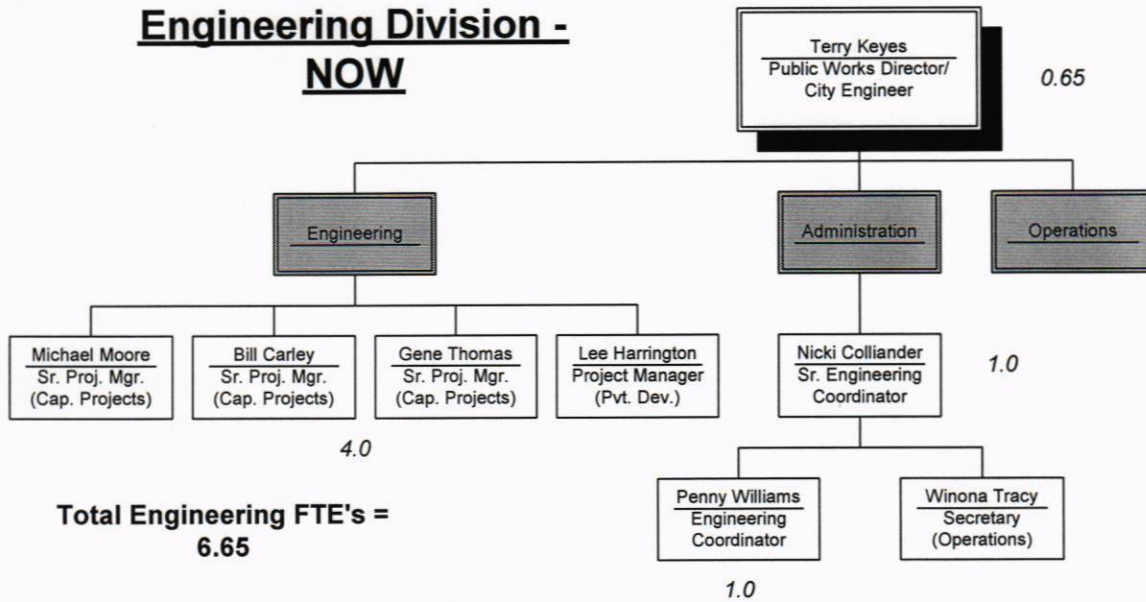 Engineering Division -
NOW
Terry Keyes
Public Works Director/
City Engineer
0.65
Engineering
Administration
Operations
Michael Moore
Sr. Proj. Mgr.
(Cap. Projects)
Bill Carley
Sr. Proj. Mgr.
(Cap. Projects)
Gene Thomas
Sr. Proj. Mgr.
(Cap. Projects)
Lee Harrington
Project Manager
(Pvt. Dev.)
4.0
Nicki Colliander
Sr. Engineering
Coordinator
1.0
Penny Williams
Engineering
Coordinator
1.0
Winona Tracy
Secretary
(Operations)
Total Engineering FTE's =
6.65